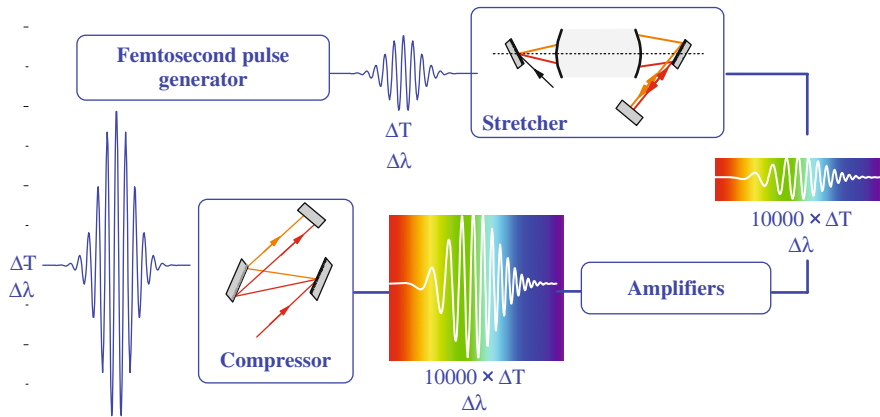 Femtosecond pulse
generator
ΔT
Δλ
Stretcher
10000 × ΔT
Δλ
Amplifiers
10000 × ΔT
Δλ
Compressor
ΔT
Δλ